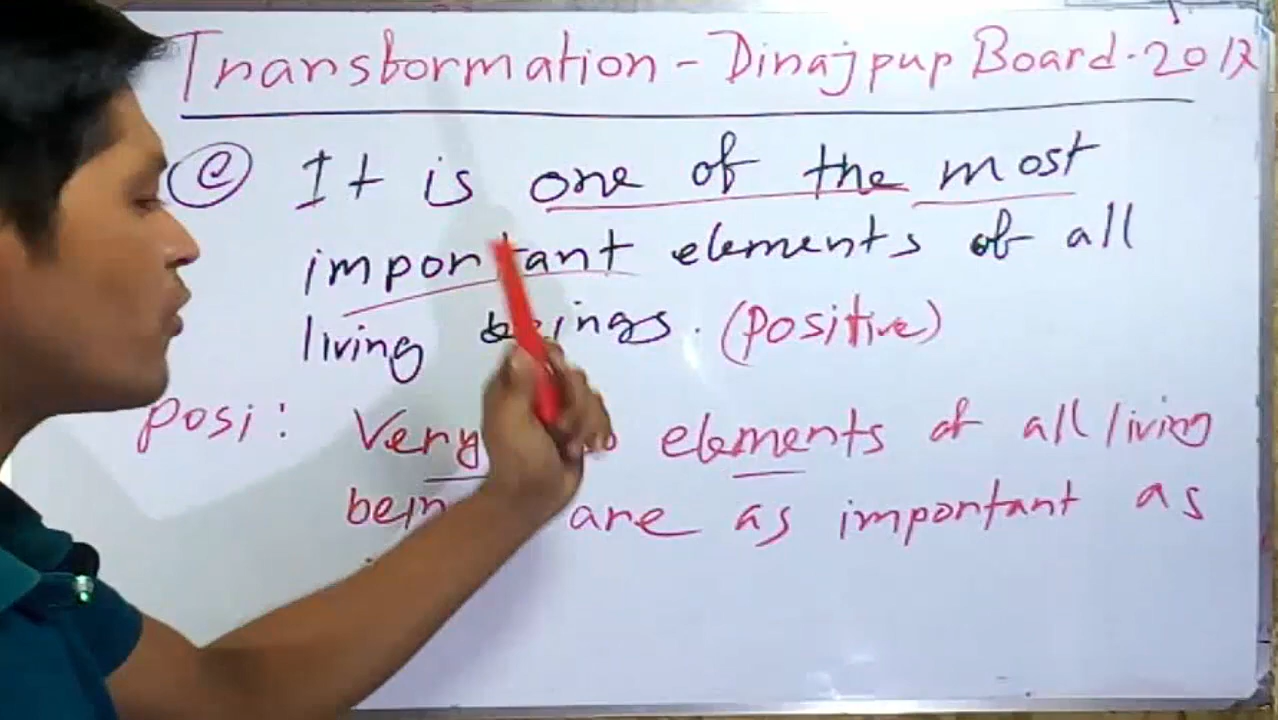 Transformation - Dinajpup Board. 2017
e It is one of the most
important elements of all
living beings. (Positive)
Posi: Very elements of all living
are as important as